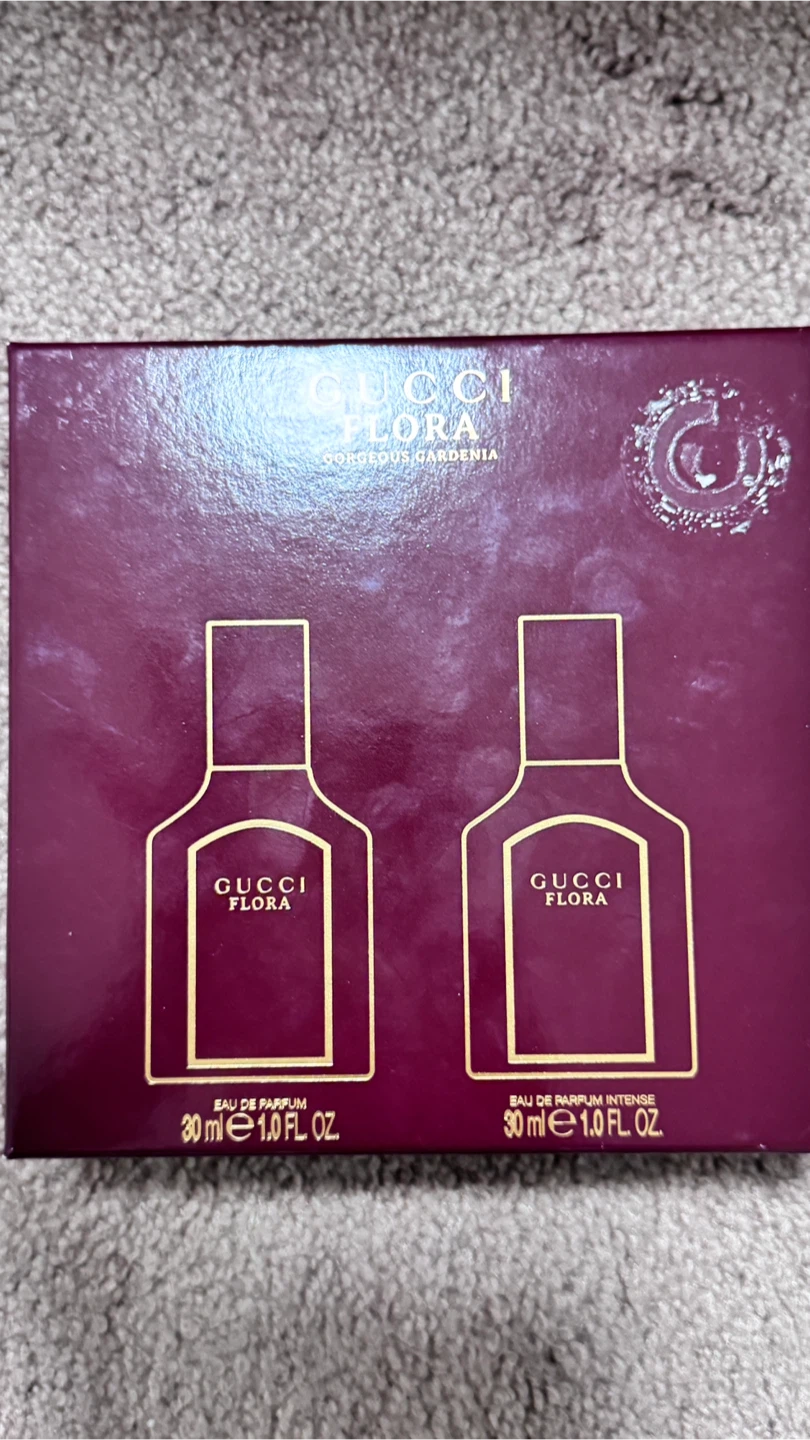 GUCCI
FLORA
GORGEOUS GARDENIA
GUCCI
FLORA
EAU DE PARFUM
30 ml ℮ 1.0 FL. OZ.
GUCCI
FLORA
EAU DE PARFUM INTENSE
30 ml ℮ 1.0 FL. OZ.